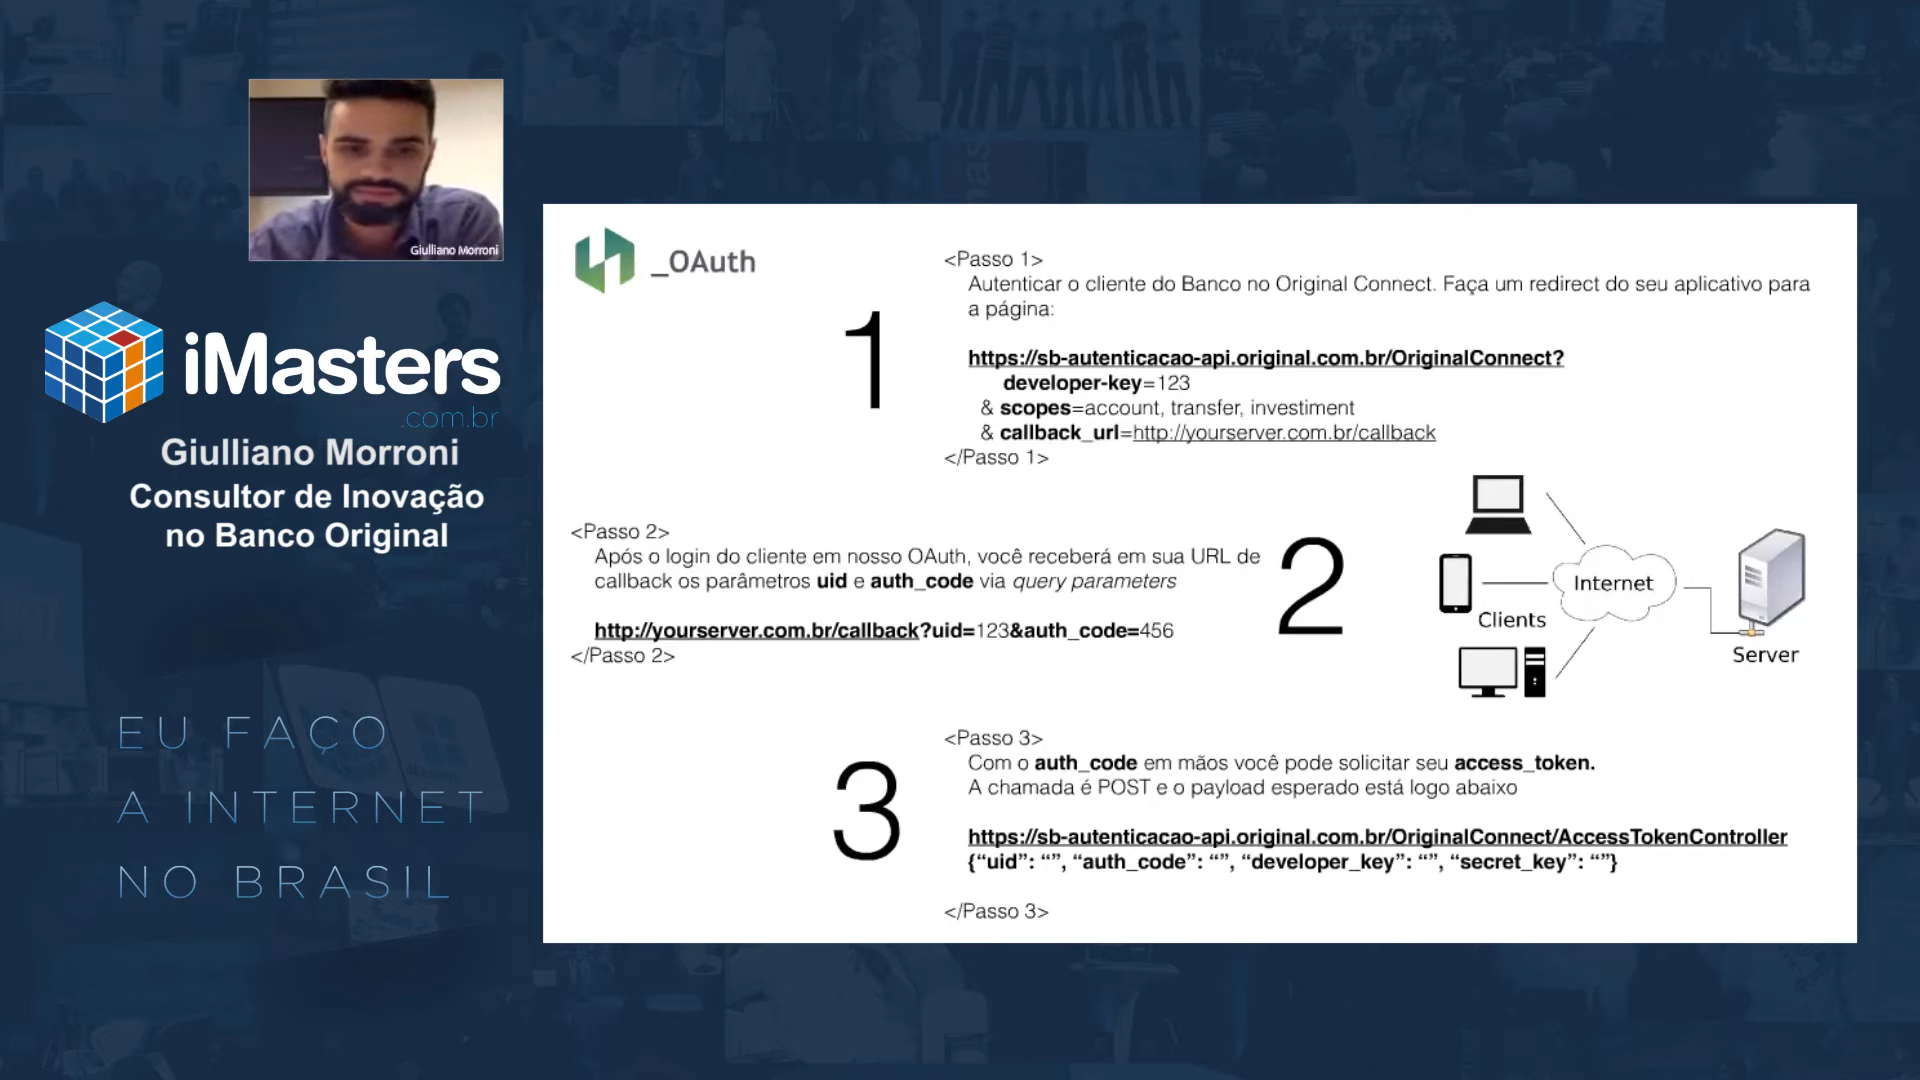 Giulliano Morroni
iMasters
.com.br
Giulliano Morroni
Consultor de Inovação
no Banco Original
EU FAÇO
A INTERNET
NO BRASIL
_OAuth
1
<Passo 1>
Autenticar o cliente do Banco no Original Connect. Faça um redirect do seu aplicativo para
a página:
https://sb-autenticacao-api.original.com.br/OriginalConnect?
developer-key=123
& scopes=account, transfer, investiment
& callback_url=http://yourserver.com.br/callback
</Passo 1>
<Passo 2>
Após o login do cliente em nosso OAuth, você receberá em sua URL de
callback os parâmetros uid e auth_code via query parameters
http://yourserver.com.br/callback?uid=123&auth_code=456
</Passo 2>
2
Internet
Clients
Server
3
<Passo 3>
Com o auth_code em mãos você pode solicitar seu access_token.
A chamada é POST e o payload esperado está logo abaixo
https://sb-autenticacao-api.original.com.br/OriginalConnect/AccessTokenController
{“uid”: “”, “auth_code”: “”, “developer_key”: “”, “secret_key”: “”}
</Passo 3>